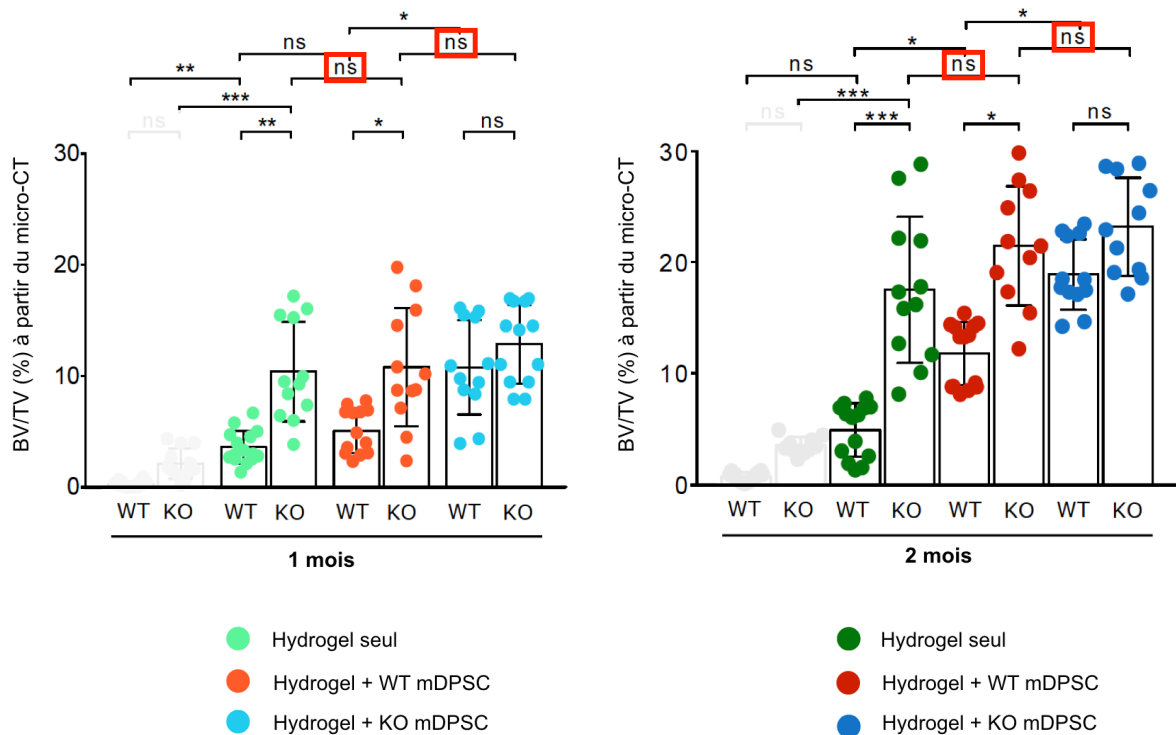 *
ns
ns
**
ns
***
ns
**
*
ns
30
20
10
0
BV/TV (%) à partir du micro-CT
WT KO WT KO WT KO WT KO
1 mois
Hydrogel seul
Hydrogel + WT mDPSC
Hydrogel + KO mDPSC
*
ns
*
ns
ns
***
ns
***
*
ns
30
20
10
0
BV/TV (%) à partir du micro-CT
WT KO WT KO WT KO WT KO
2 mois
Hydrogel seul
Hydrogel + WT mDPSC
Hydrogel + KO mDPSC